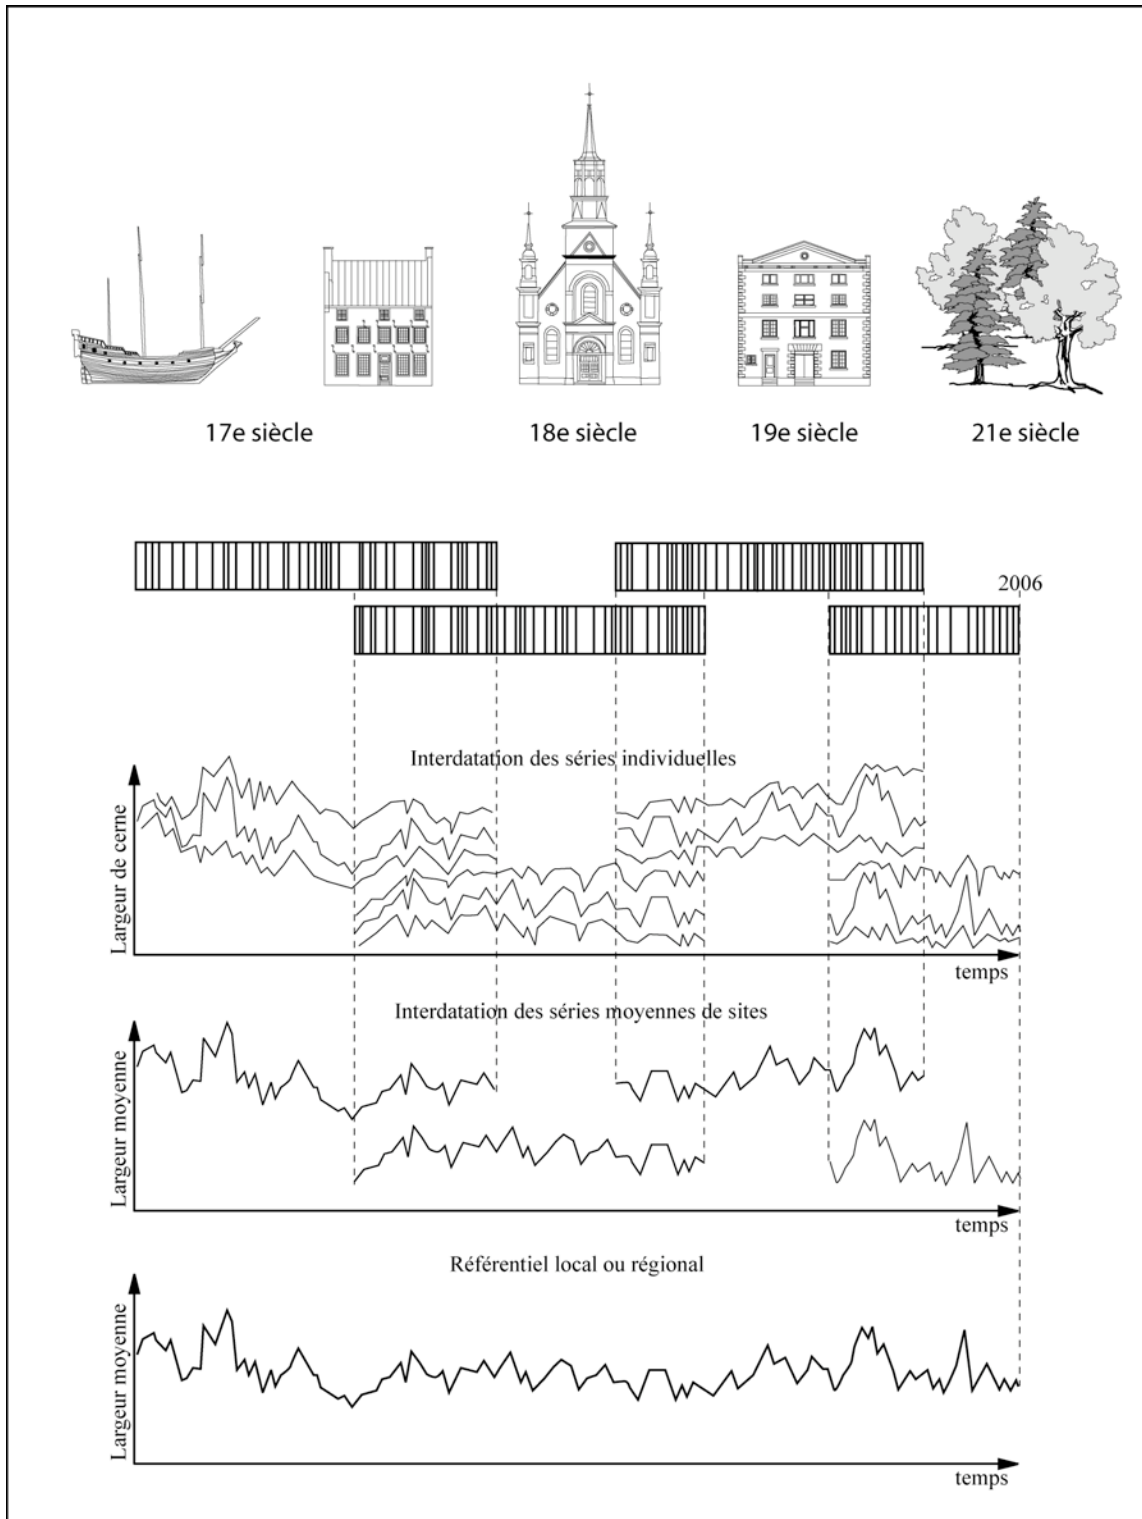 17e siècle
18e siècle
19e siècle
21e siècle
2006
Interdatation des séries individuelles
Largeur de cerne
temps
Interdatation des séries moyennes de sites
Largeur moyenne
temps
Référentiel local ou régional
Largeur moyenne
temps